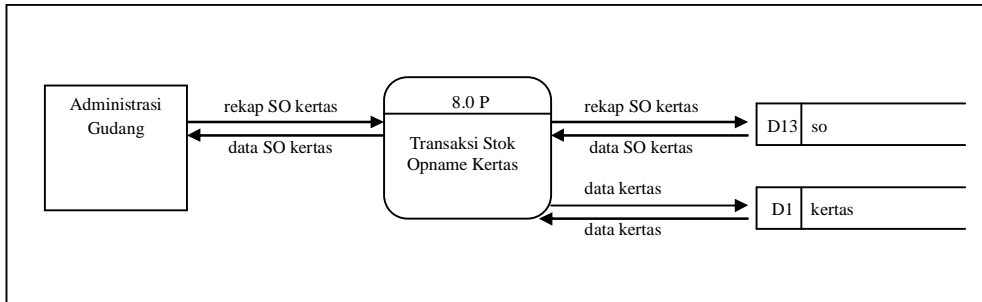 Administrasi
Gudang
rekap SO kertas
data SO kertas
8.0 P
Transaksi Stok
Opname Kertas
rekap SO kertas
data SO kertas
data kertas
data kertas
D13 so
D1 kertas